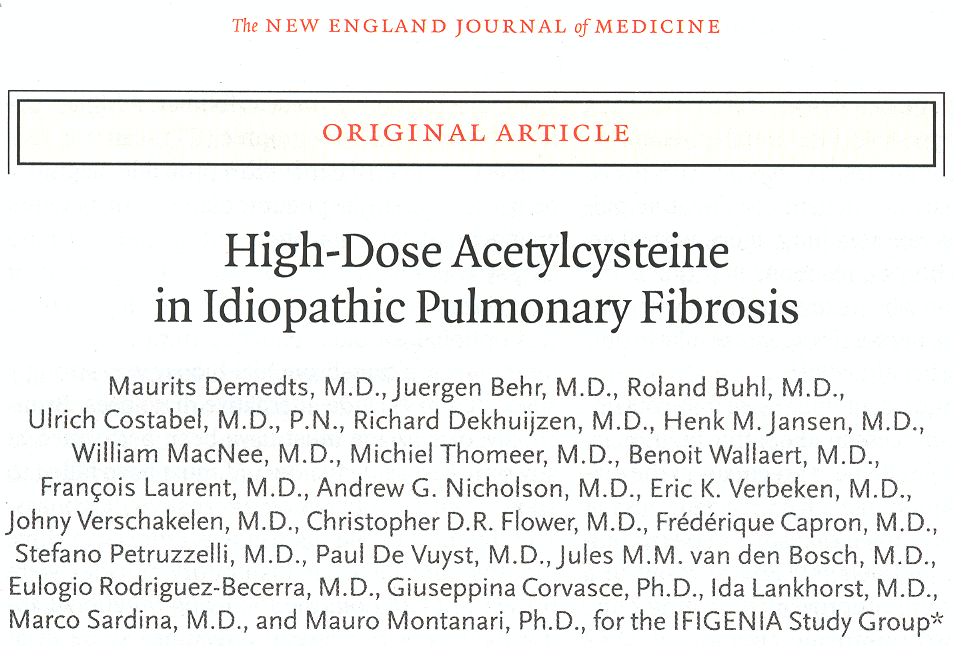 The NEW ENGLAND JOURNAL of MEDICINE
ORIGINAL ARTICLE
High-Dose Acetylcysteine
in Idiopathic Pulmonary Fibrosis
Maurits Demedts, M.D., Juergen Behr, M.D., Roland Buhl, M.D.,
Ulrich Costabel, M.D., P.N., Richard Dekhuijzen, M.D., Henk M. Jansen, M.D.,
William MacNee, M.D., Michiel Thomeer, M.D., Benoit Wallaert, M.D.,
François Laurent, M.D., Andrew G. Nicholson, M.D., Eric K. Verbeken, M.D.,
Johny Verschakelen, M.D., Christopher D.R. Flower, M.D., Frédérique Capron, M.D.,
Stefano Petruzzelli, M.D., Paul De Vuyst, M.D., Jules M.M. van den Bosch, M.D.,
Eulogio Rodriguez-Becerra, M.D., Giuseppina Corvasce, Ph.D., Ida Lankhorst, M.D.,
Marco Sardina, M.D., and Mauro Montanari, Ph.D., for the IFIGENIA Study Group*